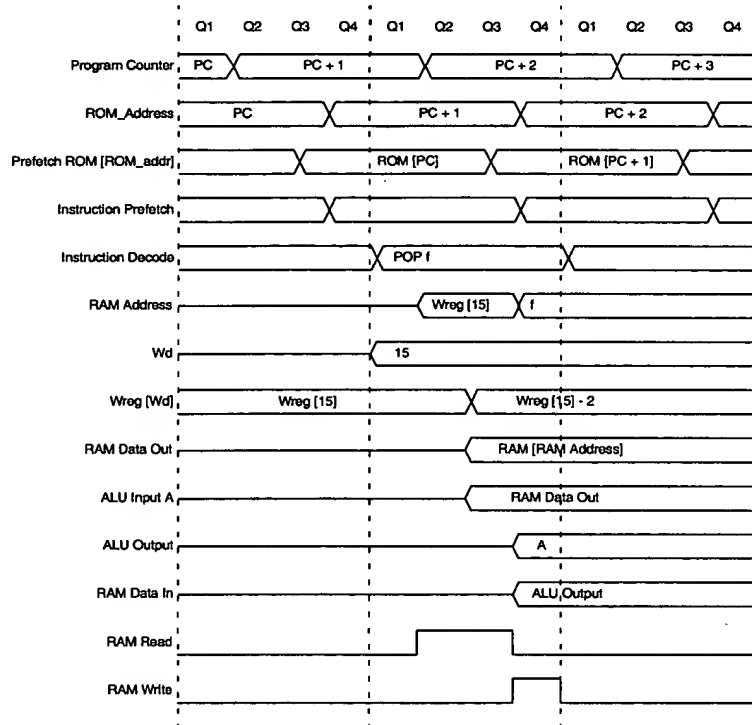 Q1 Q2 Q3 Q4 Q1 Q2 Q3 Q4 Q1 Q2 Q3 Q4
Program Counter PC PC + 1 PC + 2 PC + 3
ROM_Address PC PC + 1 PC + 2
Prefetch ROM [ROM_addr] ROM [PC] ROM [PC + 1]
Instruction Prefetch
Instruction Decode POP f
RAM Address Wreg [15] f
Wd 15
Wreg [Wd] Wreg [15] Wreg [15] - 2
RAM Data Out RAM [RAM Address]
ALU Input A RAM Data Out
ALU Output A
RAM Data In ALU Output
RAM Read
RAM Write